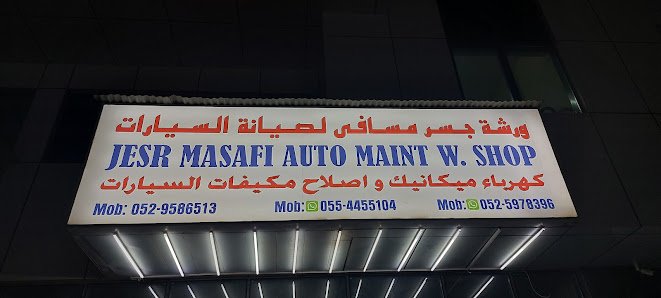 ورشة جسر مسافي لصيانة السيارات
JESR MASAFI AUTO MAINT W. SHOP
كهرباء ميكانيك و اصلاح مكيفات السيارات
Mob: 052-9586513 Mob: 055-4455104 Mob: 052-5978396